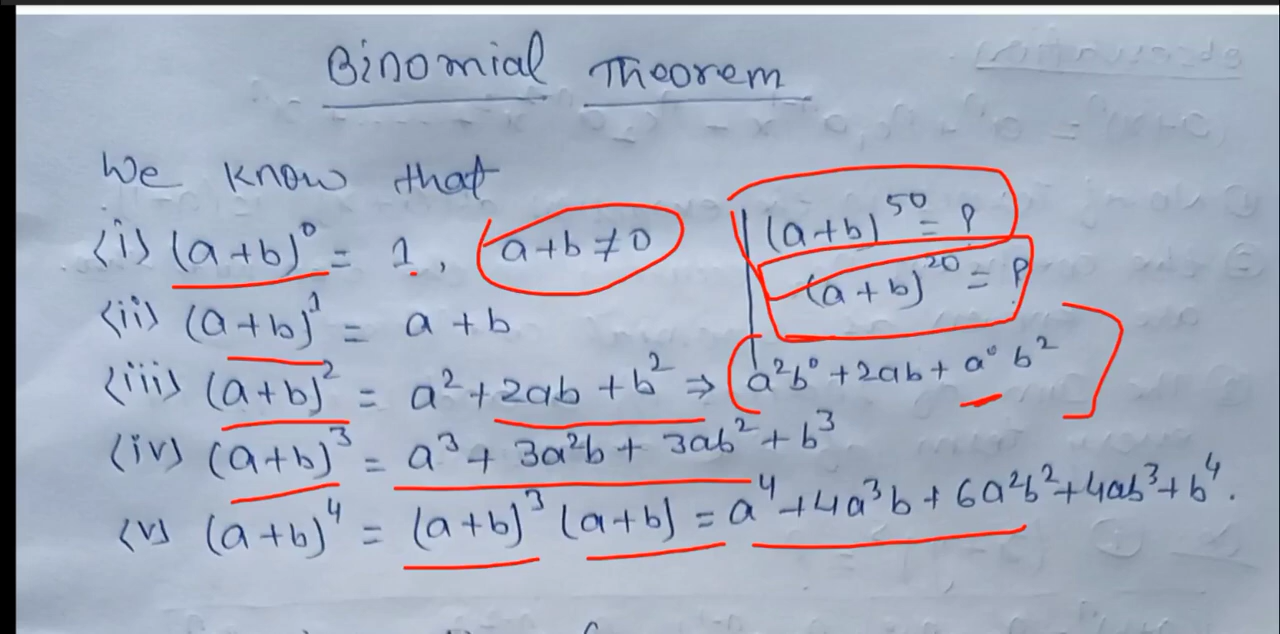 Binomial Theorem
We know that
(i) (a+b)⁰ = 1, a+b≠0
(a+b)⁵⁰ = ?
(a+b)²⁰ = ?
(ii) (a+b)¹ = a+b
(iii) (a+b)² = a²+2ab+b² ⇒ a²b⁰+2ab+a⁰b²
(iv) (a+b)³ = a³+3a²b+3ab²+b³
(v) (a+b)⁴ = (a+b)³(a+b) = a⁴+4a³b+6a²b²+4ab³+b⁴.